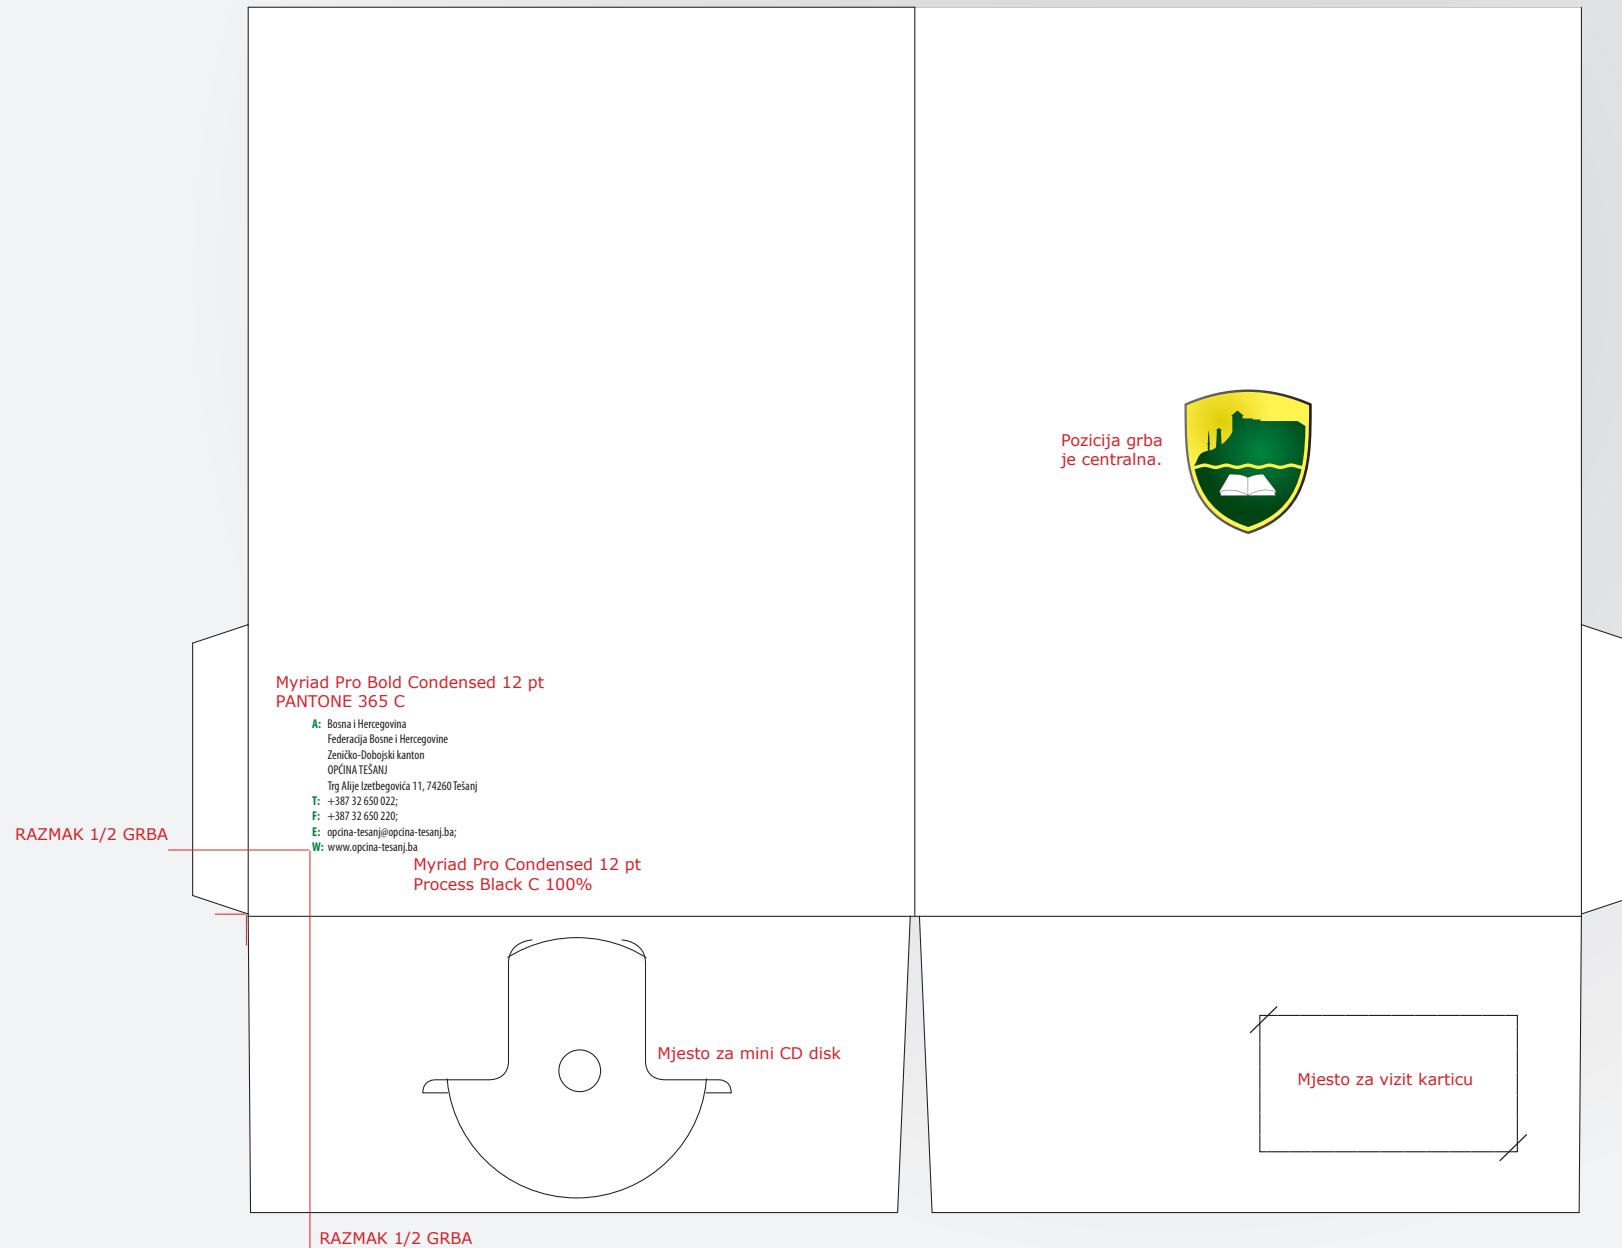 Pozicija grba
je centralna.
Myriad Pro Bold Condensed 12 pt
PANTONE 365 C
A: Bosna i Hercegovina
Federacija Bosne i Hercegovine
Zeničko-Dobojski kanton
OPĆINA TEŠANJ
Trg Alije Izetbegovića 11, 74260 Tešanj
T: +387 32 650 022;
F: +387 32 650 220;
E: opcina-tesanj@opcina-tesanj.ba;
W: www.opcina-tesanj.ba
RAZMAK 1/2 GRBA
Myriad Pro Condensed 12 pt
Process Black C 100%
Mjesto za mini CD disk
Mjesto za vizit karticu
RAZMAK 1/2 GRBA